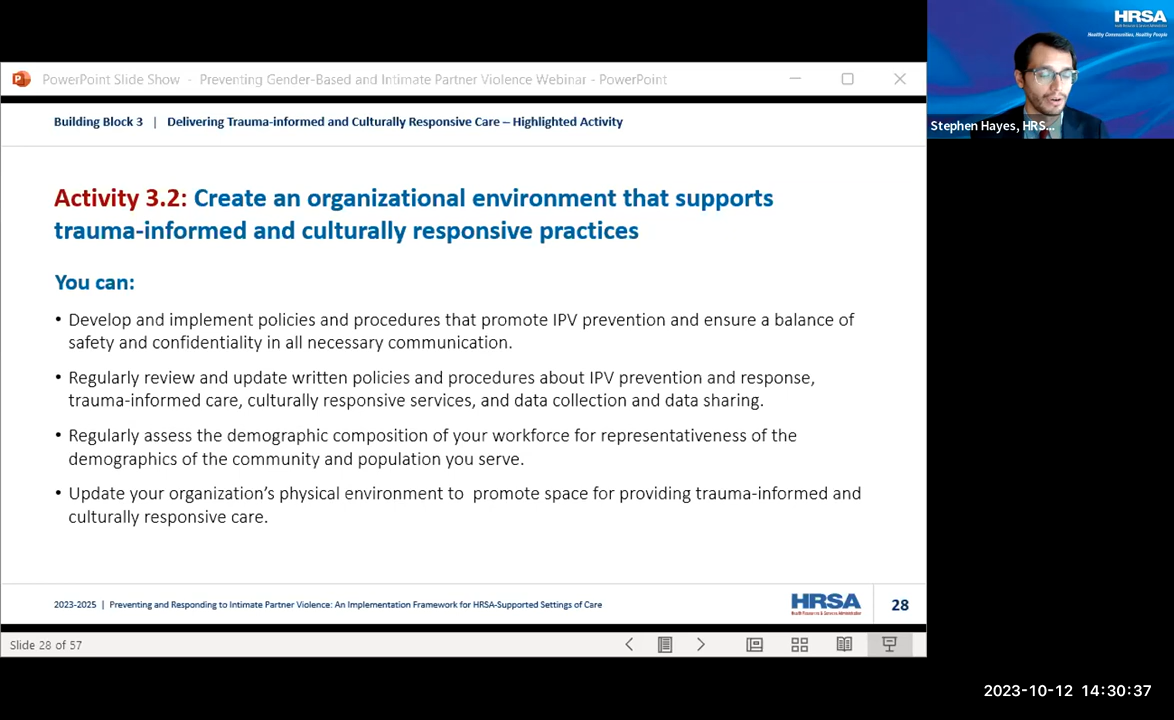 HRSA
Healthy Communities, Healthy People
PowerPoint Slide Show - Preventing Gender-Based and Intimate Partner Violence Webinar - PowerPoint
Stephen Hayes, HRS...
Building Block 3 | Delivering Trauma-informed and Culturally Responsive Care – Highlighted Activity
Activity 3.2: Create an organizational environment that supports
trauma-informed and culturally responsive practices
You can:
• Develop and implement policies and procedures that promote IPV prevention and ensure a balance of
safety and confidentiality in all necessary communication.
• Regularly review and update written policies and procedures about IPV prevention and response,
trauma-informed care, culturally responsive services, and data collection and data sharing.
• Regularly assess the demographic composition of your workforce for representativeness of the
demographics of the community and population you serve.
• Update your organization's physical environment to promote space for providing trauma-informed and
culturally responsive care.
2023-2025 | Preventing and Responding to Intimate Partner Violence: An Implementation Framework for HRSA-Supported Settings of Care
HRSA
28
Slide 28 of 57
2023-10-12 14:30:37